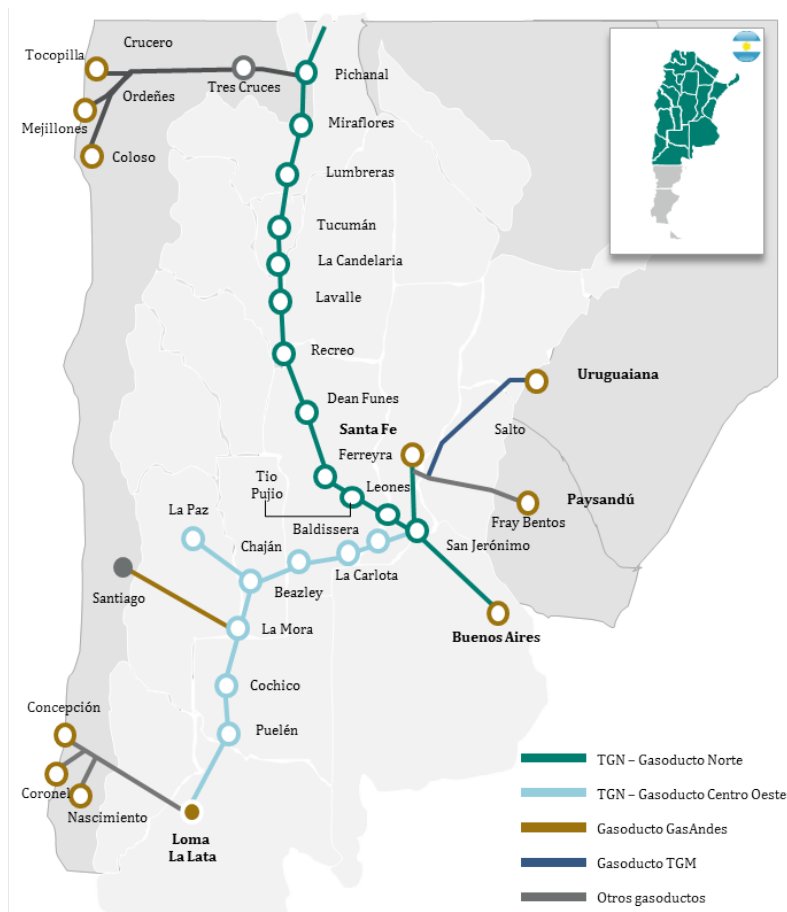 Crucero
Tocopilla
Tres Cruces
Pichanal
Ordeñes
Mejillones
Miraflores
Coloso
Lumbreras
Tucumán
La Candelaria
Lavalle
Recreo
Uruguaiana
Dean Funes
Santa Fe
Salto
Ferreyra
Tio
Pujio
Leones
Paysandú
La Paz
Fray Bentos
Baldissera
San Jerónimo
Chaján
La Carlota
Beazley
Santiago
La Mora
Buenos Aires
Cochico
Concepción
Puelén
TGN – Gasoducto Norte
Coronel
TGN – Gasoducto Centro Oeste
Nascimiento
Gasoducto GasAndes
Loma
La Lata
Gasoducto TGM
Otros gasoductos